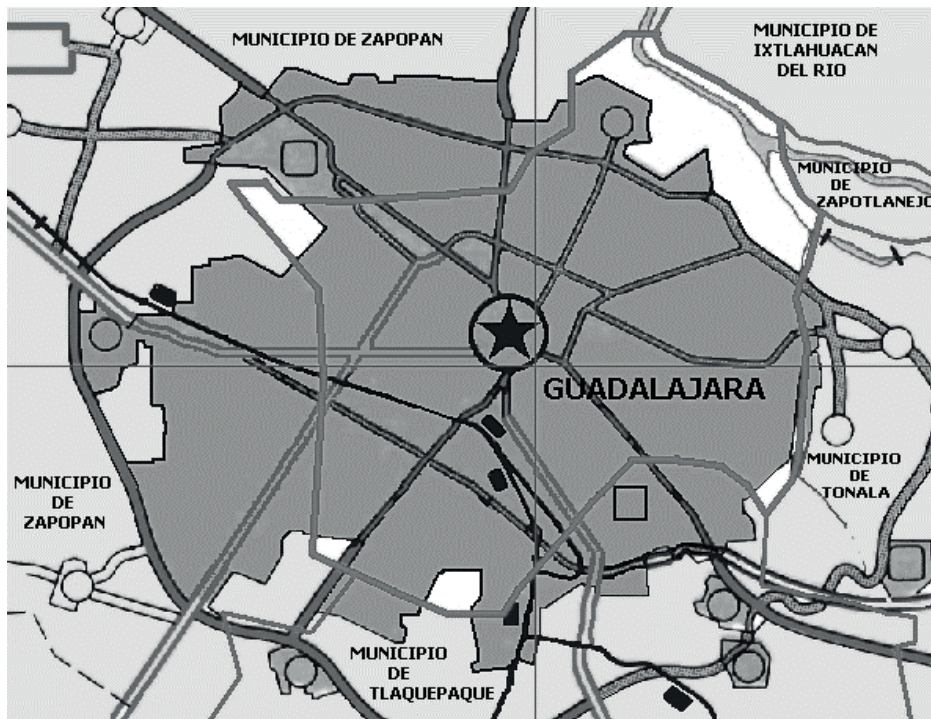 MUNICIPIO DE ZAPOPAN
MUNICIPIO DE
IXTLAHUACAN
DEL RIO
MUNICIPIO
DE
ZAPOTLANEJO
GUADALAJARA
MUNICIPIO
DE
ZAPOPAN
MUNICIPIO
DE
TONALA
MUNICIPIO
DE
TLAQUEPAQUE